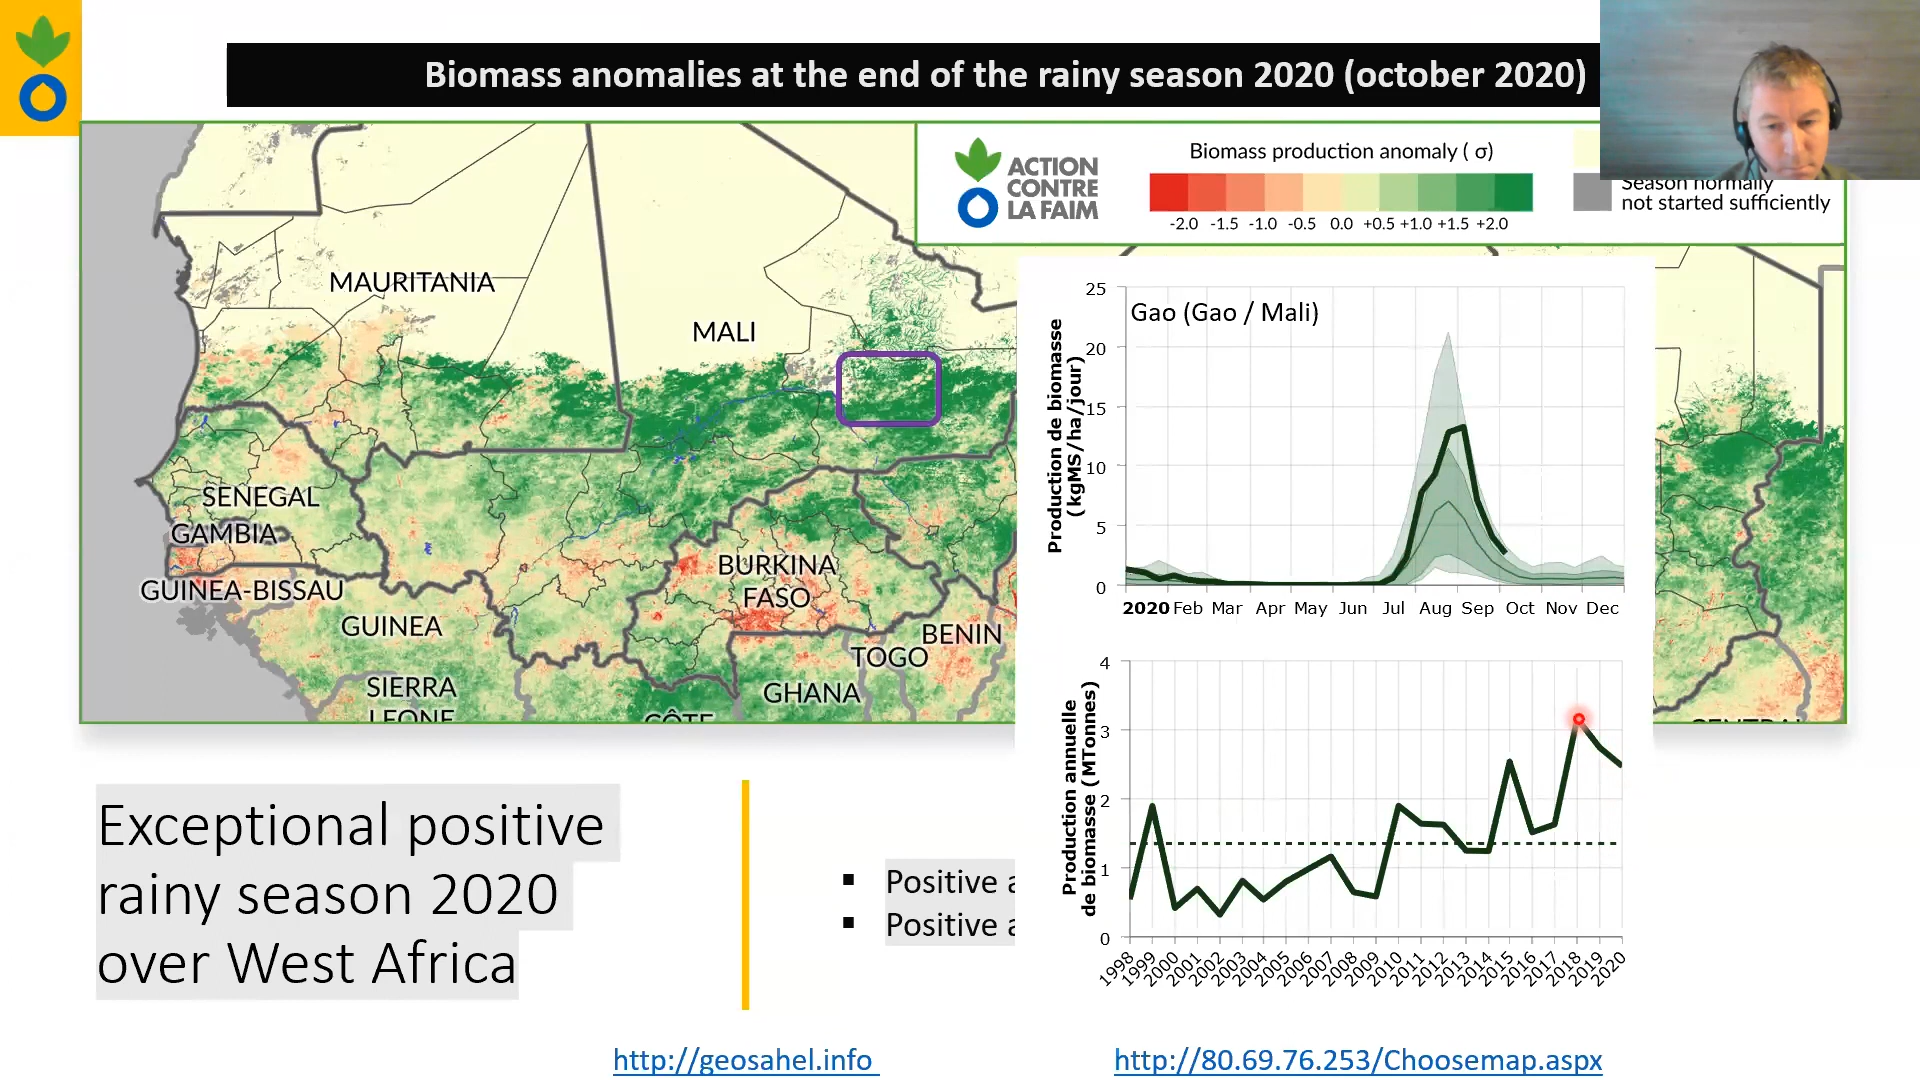 Biomass anomalies at the end of the rainy season 2020 (october 2020)
ACTION
CONTRE
LA FAIM
Biomass production anomaly ( σ)
-2.0 -1.5 -1.0 -0.5 0.0 +0.5 +1.0 +1.5 +2.0
Season normally
not started sufficiently
MAURITANIA
MALI
SENEGAL
GAMBIA
GUINEA-BISSAU
GUINEA
SIERRA
LEONE
BURKINA
FASO
BENIN
TOGO
GHANA
CÔTE
Gao (Gao / Mali)
Production de biomasse
(kgMS/ha/jour)
25
20
15
10
5
0
2020 Feb Mar Apr May Jun Jul Aug Sep Oct Nov Dec
Production annuelle
de biomasse (MTonnes)
4
3
2
1
0
1998 1999 2000 2001 2002 2003 2004 2005 2006 2007 2008 2009 2010 2011 2012 2013 2014 2015 2016 2017 2018 2019 2020
Exceptional positive
rainy season 2020
over West Africa
▪ Positive a
▪ Positive a
http://geosahel.info
http://80.69.76.253/Choosemap.aspx